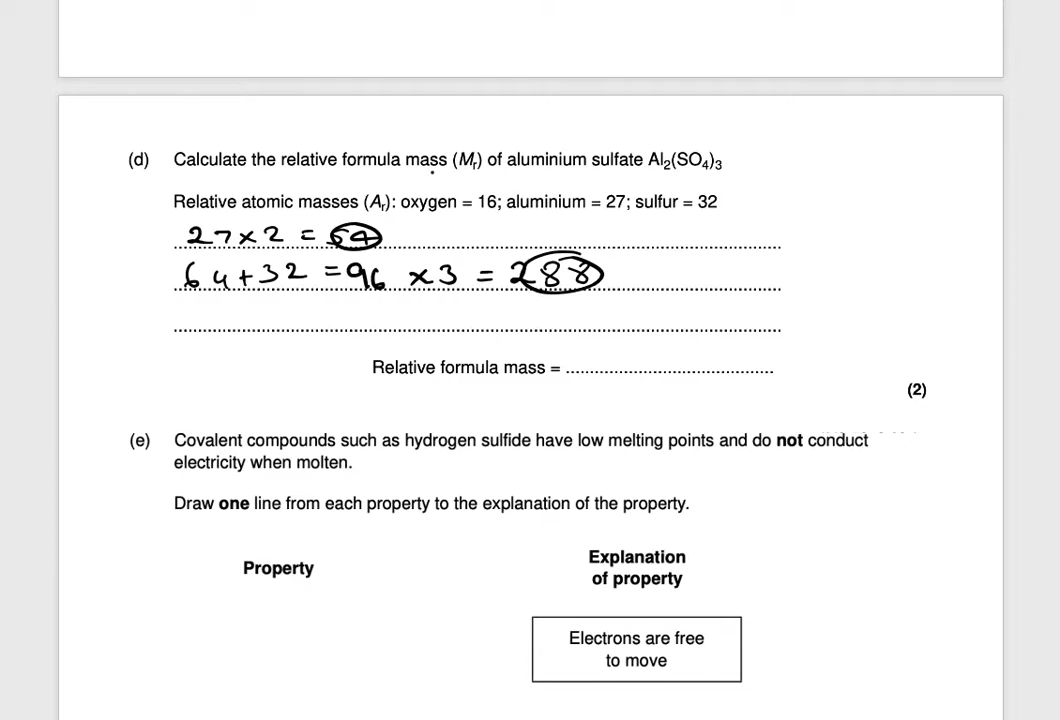 (d) Calculate the relative formula mass (Mr) of aluminium sulfate Al2(SO4)3
Relative atomic masses (Ar): oxygen = 16; aluminium = 27; sulfur = 32
27 x 2 = 54
64 + 32 = 96 x 3 = 288
Relative formula mass =
(2)
(e) Covalent compounds such as hydrogen sulfide have low melting points and do not conduct
electricity when molten.
Draw one line from each property to the explanation of the property.
Property
Explanation
of property
Electrons are free
to move